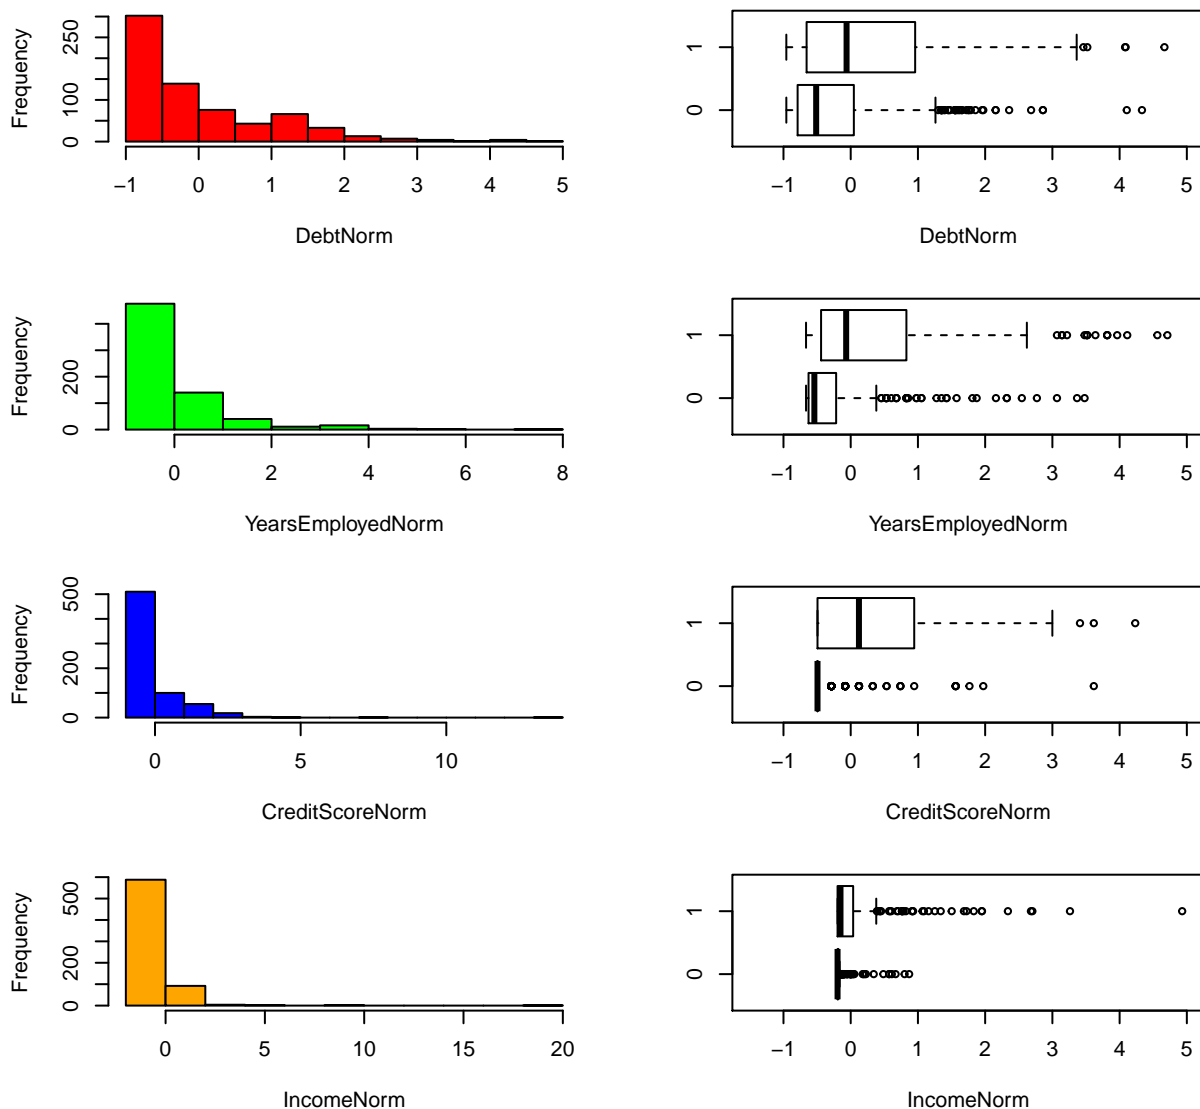 Frequency
0 100 250
−1 0 1 2 3 4 5
DebtNorm
0 1
−1 0 1 2 3 4 5
DebtNorm
Frequency
0 200
0 2 4 6 8
YearsEmployedNorm
0 1
−1 0 1 2 3 4 5
YearsEmployedNorm
Frequency
0 200 500
0 5 10
CreditScoreNorm
0 1
−1 0 1 2 3 4 5
CreditScoreNorm
Frequency
0 200 500
0 5 10 15 20
IncomeNorm
0 1
−1 0 1 2 3 4 5
IncomeNorm